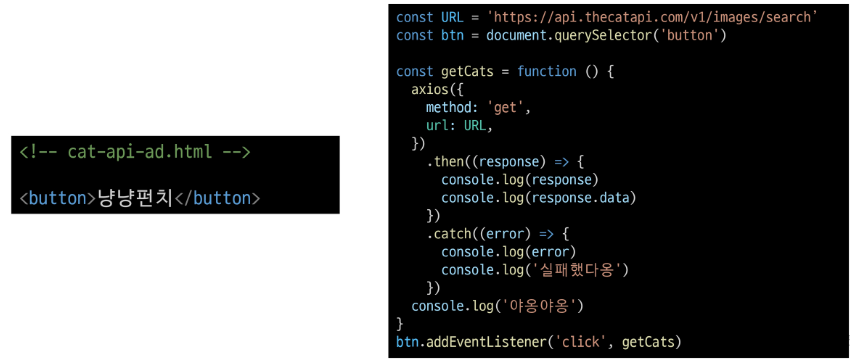 <!-- cat-api-ad.html -->
<button>냥냥펀치</button>
const URL = 'https://api.thecatapi.com/v1/images/search’
const btn = document.querySelector('button')
const getCats = function () {
axios({
method: 'get',
url: URL,
})
.then((response) => {
console.log(response)
console.log(response.data)
})
.catch((error) => {
console.log(error)
console.log('실패했다옹')
})
console.log('야옹야옹')
}
btn.addEventListener('click', getCats)